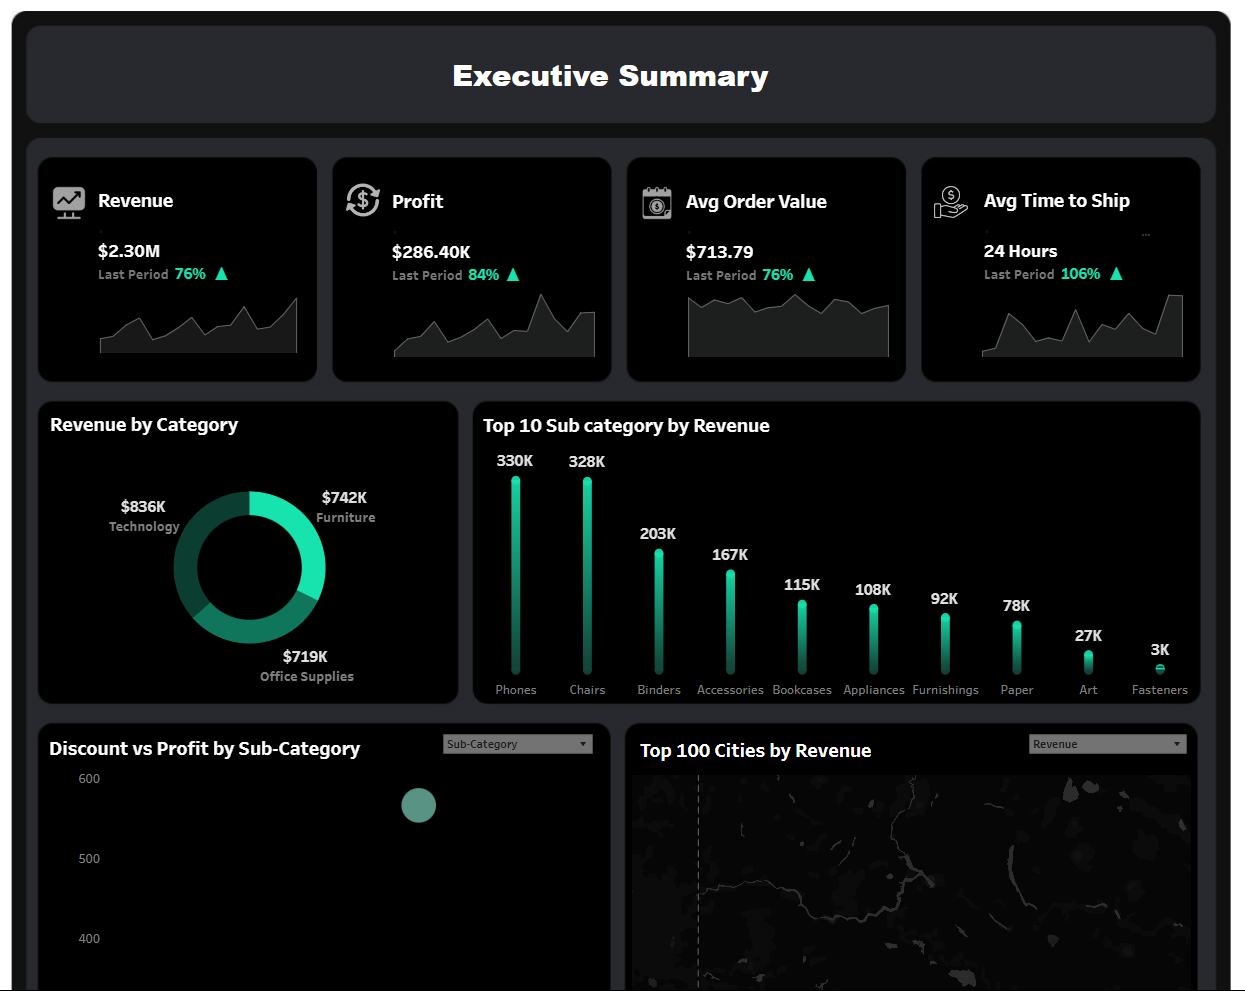 Executive Summary
Revenue
$2.30M
Last Period 76% ▲
Profit
$286.40K
Last Period 84% ▲
Avg Order Value
$713.79
Last Period 76% ▲
Avg Time to Ship
...
24 Hours
Last Period 106% ▲
Revenue by Category
$836K
Technology
$742K
Furniture
$719K
Office Supplies
Top 10 Sub category by Revenue
330K
328K
203K
167K
115K
108K
92K
78K
27K
3K
Phones
Chairs
Binders
Accessories
Bookcases
Appliances
Furnishings
Paper
Art
Fasteners
Discount vs Profit by Sub-Category
Sub-Category
600
500
400
Top 100 Cities by Revenue
Revenue